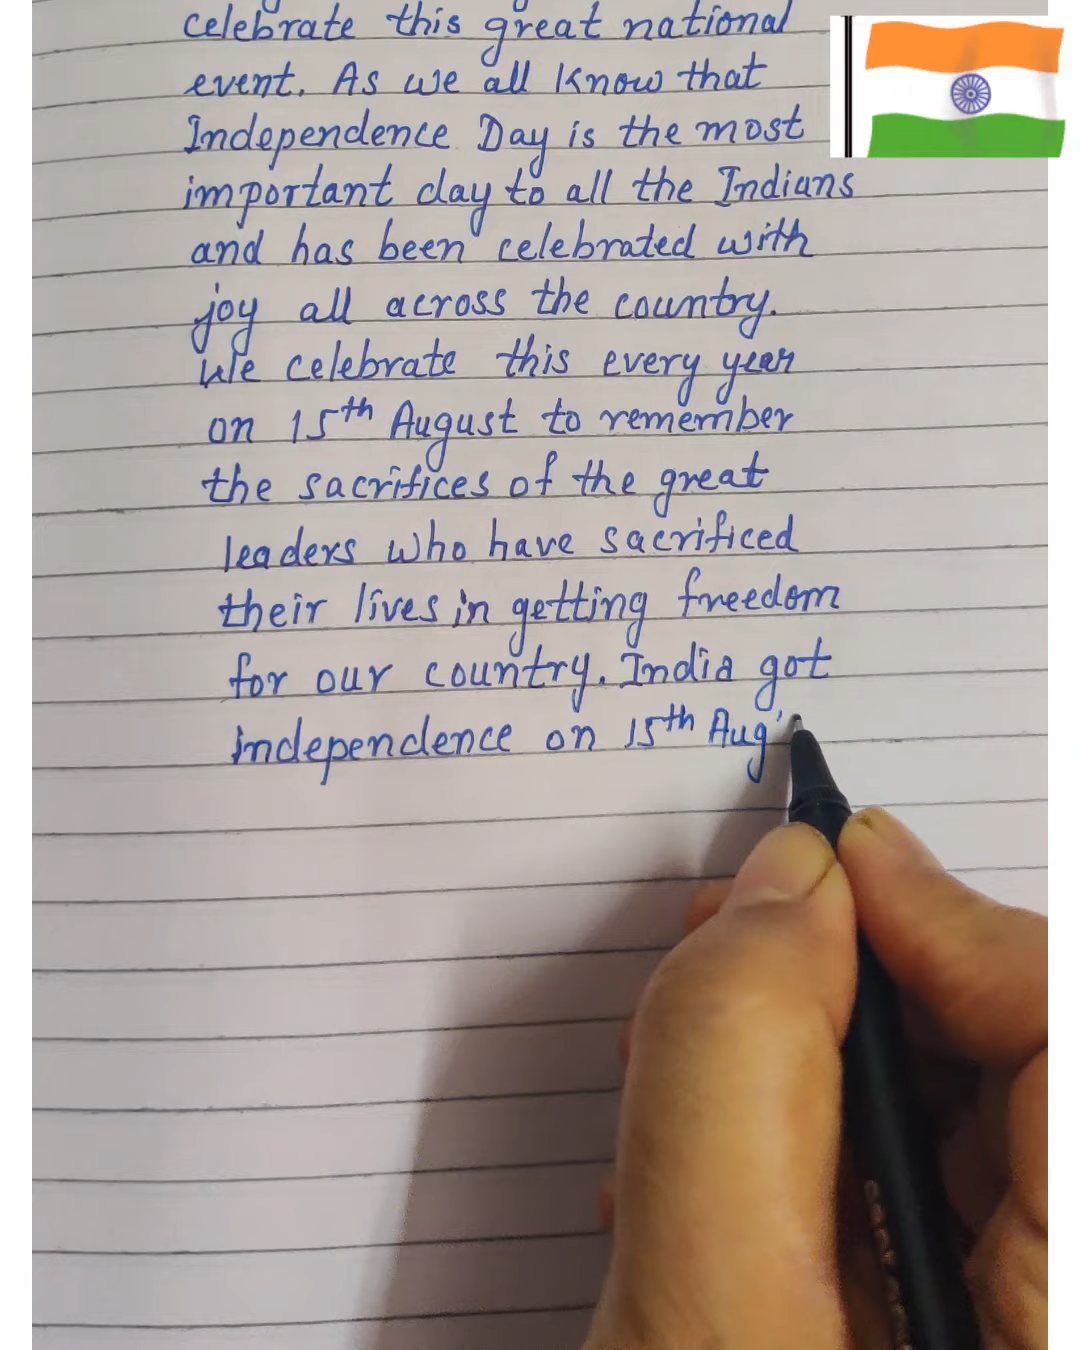 celebrate this great national
event. As we all know that
Independence Day is the most
important day to all the Indians
and has been celebrated with
joy all across the country.
We celebrate this every year
on 15th August to remember
the sacrifices of the great
leaders who have sacrificed
their lives in getting freedom
for our country. India got
independence on 15th Aug